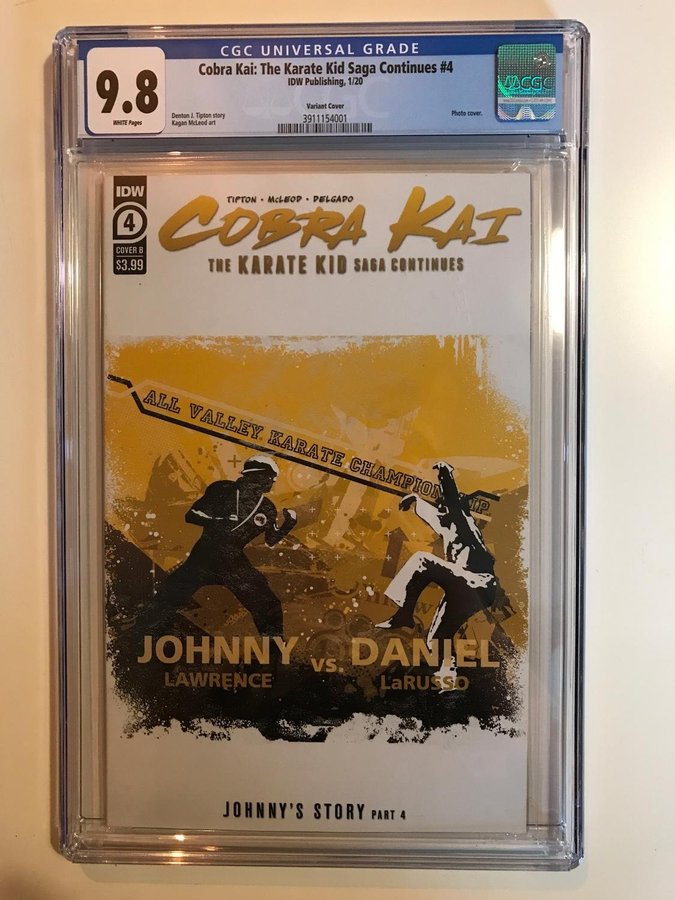 CGC UNIVERSAL GRADE
9.8
WHITE Pages
Cobra Kai: The Karate Kid Saga Continues #4
IDW Publishing, 1/20
Variant Cover
Denton J. Tipton story
Kagan McLeod art
3911154001
Photo cover.
CGC
IDW
4
COVER B
$3.99
TIPTON • McLEOD • DELGADO
COBRA KAI
THE KARATE KID SAGA CONTINUES
ALL VALLEY KARATE CHAMPIONSHIP
JOHNNY vs. DANIEL
LAWRENCE LaRUSSO
JOHNNY'S STORY PART 4